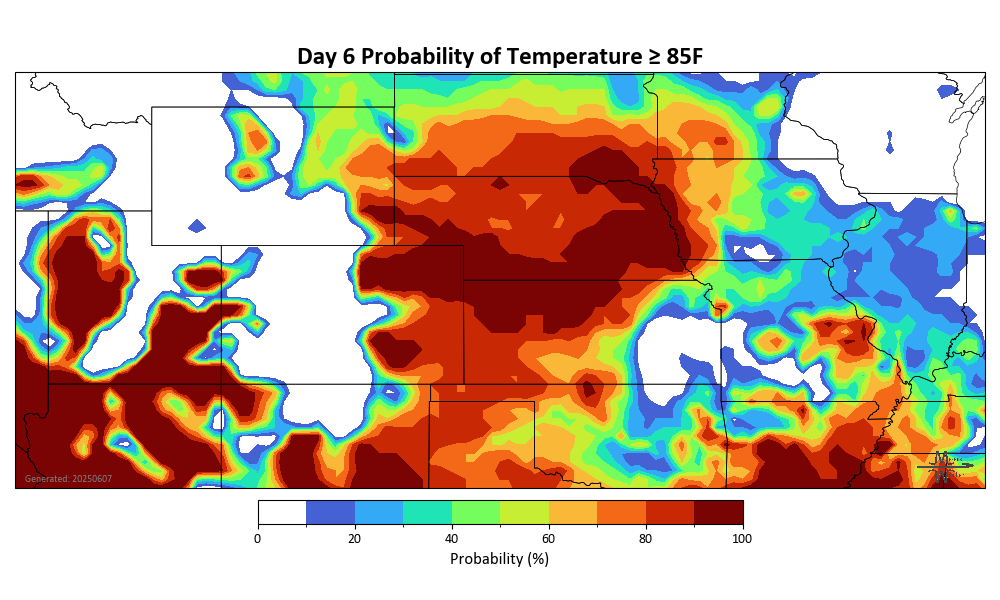 Day 6 Probability of Temperature ≥ 85F
Generated: 20250607
0 20 40 60 80 100
Probability (%)